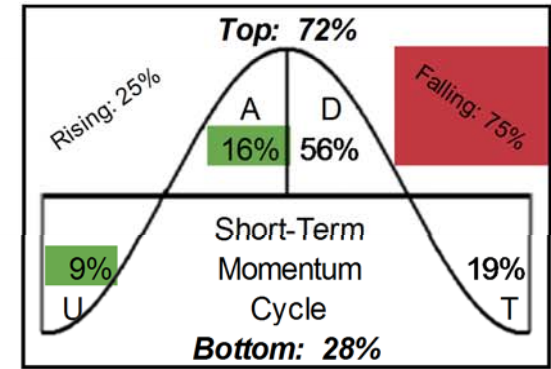 Top: 72%
Rising: 25%
Falling: 75%
A
D
16%
56%
Short-Term
9%
Momentum
19%
U
Cycle
T
Bottom: 28%